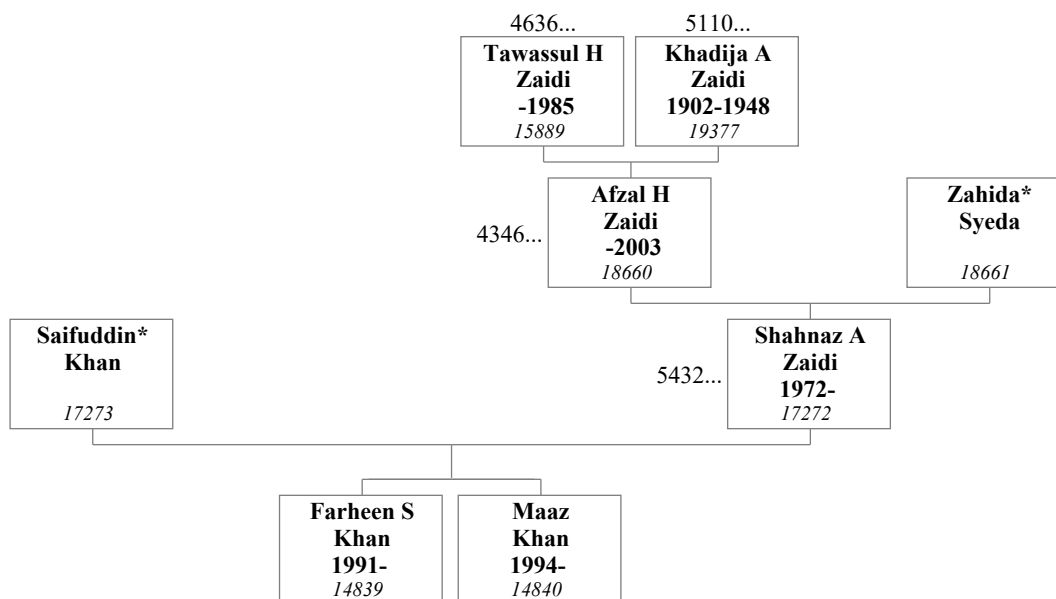 4636...
5110...
Tawassul H
Zaidi
-1985
15889
Khadija A
Zaidi
1902-1948
19377
4346...
Afzal H
Zaidi
-2003
18660
Zahida*
Syeda
18661
Saifuddin*
Khan
17273
5432...
Shahnaz A
Zaidi
1972-
17272
Farheen S
Khan
1991-
14839
Maaz
Khan
1994-
14840